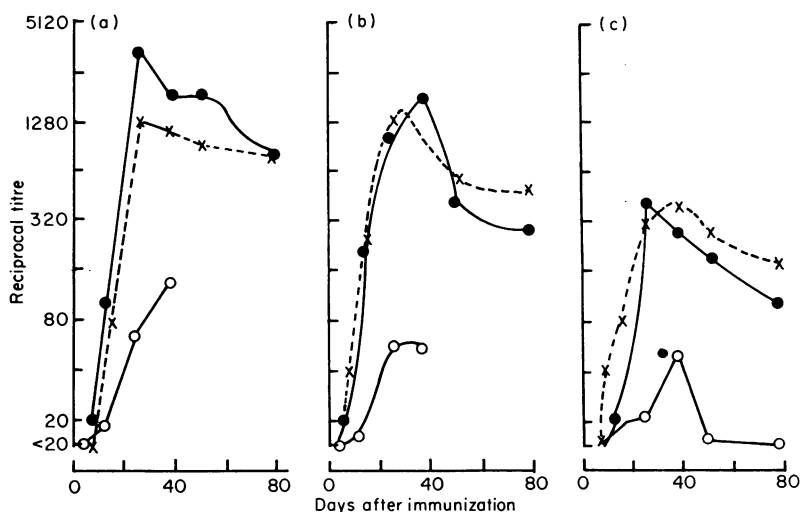 (a)
(b)
(c)
Reciprocal titre
5120
1280
320
80
20
<20
0 40 80
0 40 80
0 40 80
Days after immunization